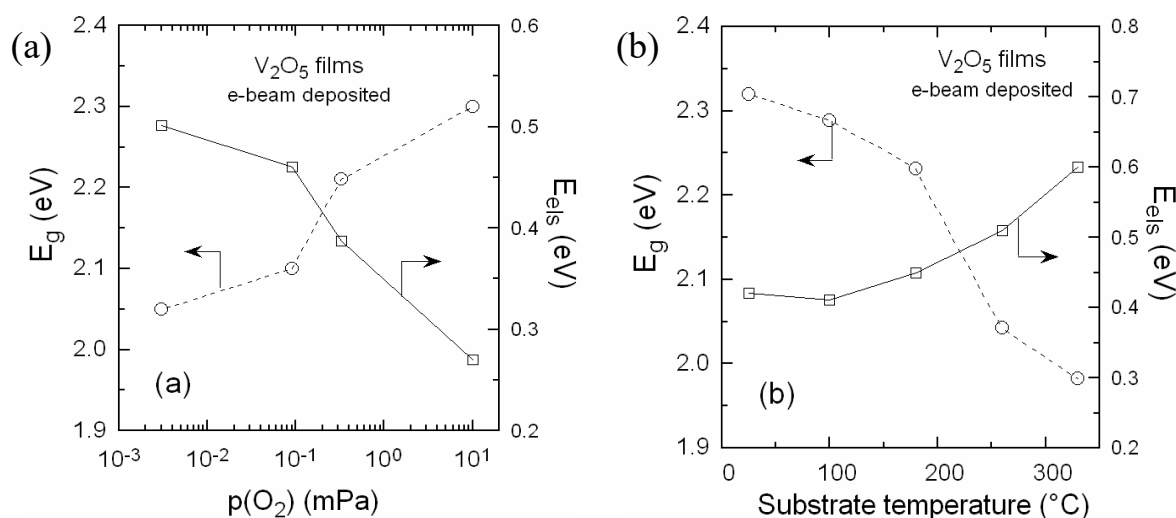 (a)
2.4
2.3
2.2
2.1
2.0
1.9
E_g (eV)
V₂O₅ films
e-beam deposited
(a)
0.6
0.5
0.4
0.3
0.2
E_els (eV)
10⁻³ 10⁻² 10⁻¹ 10⁰ 10¹
p(O₂) (mPa)
(b)
2.4
2.3
2.2
2.1
2.0
1.9
E_g (eV)
V₂O₅ films
e-beam deposited
(b)
0.8
0.7
0.6
0.5
0.4
0.3
0.2
E_els (eV)
0 100 200 300
Substrate temperature (°C)